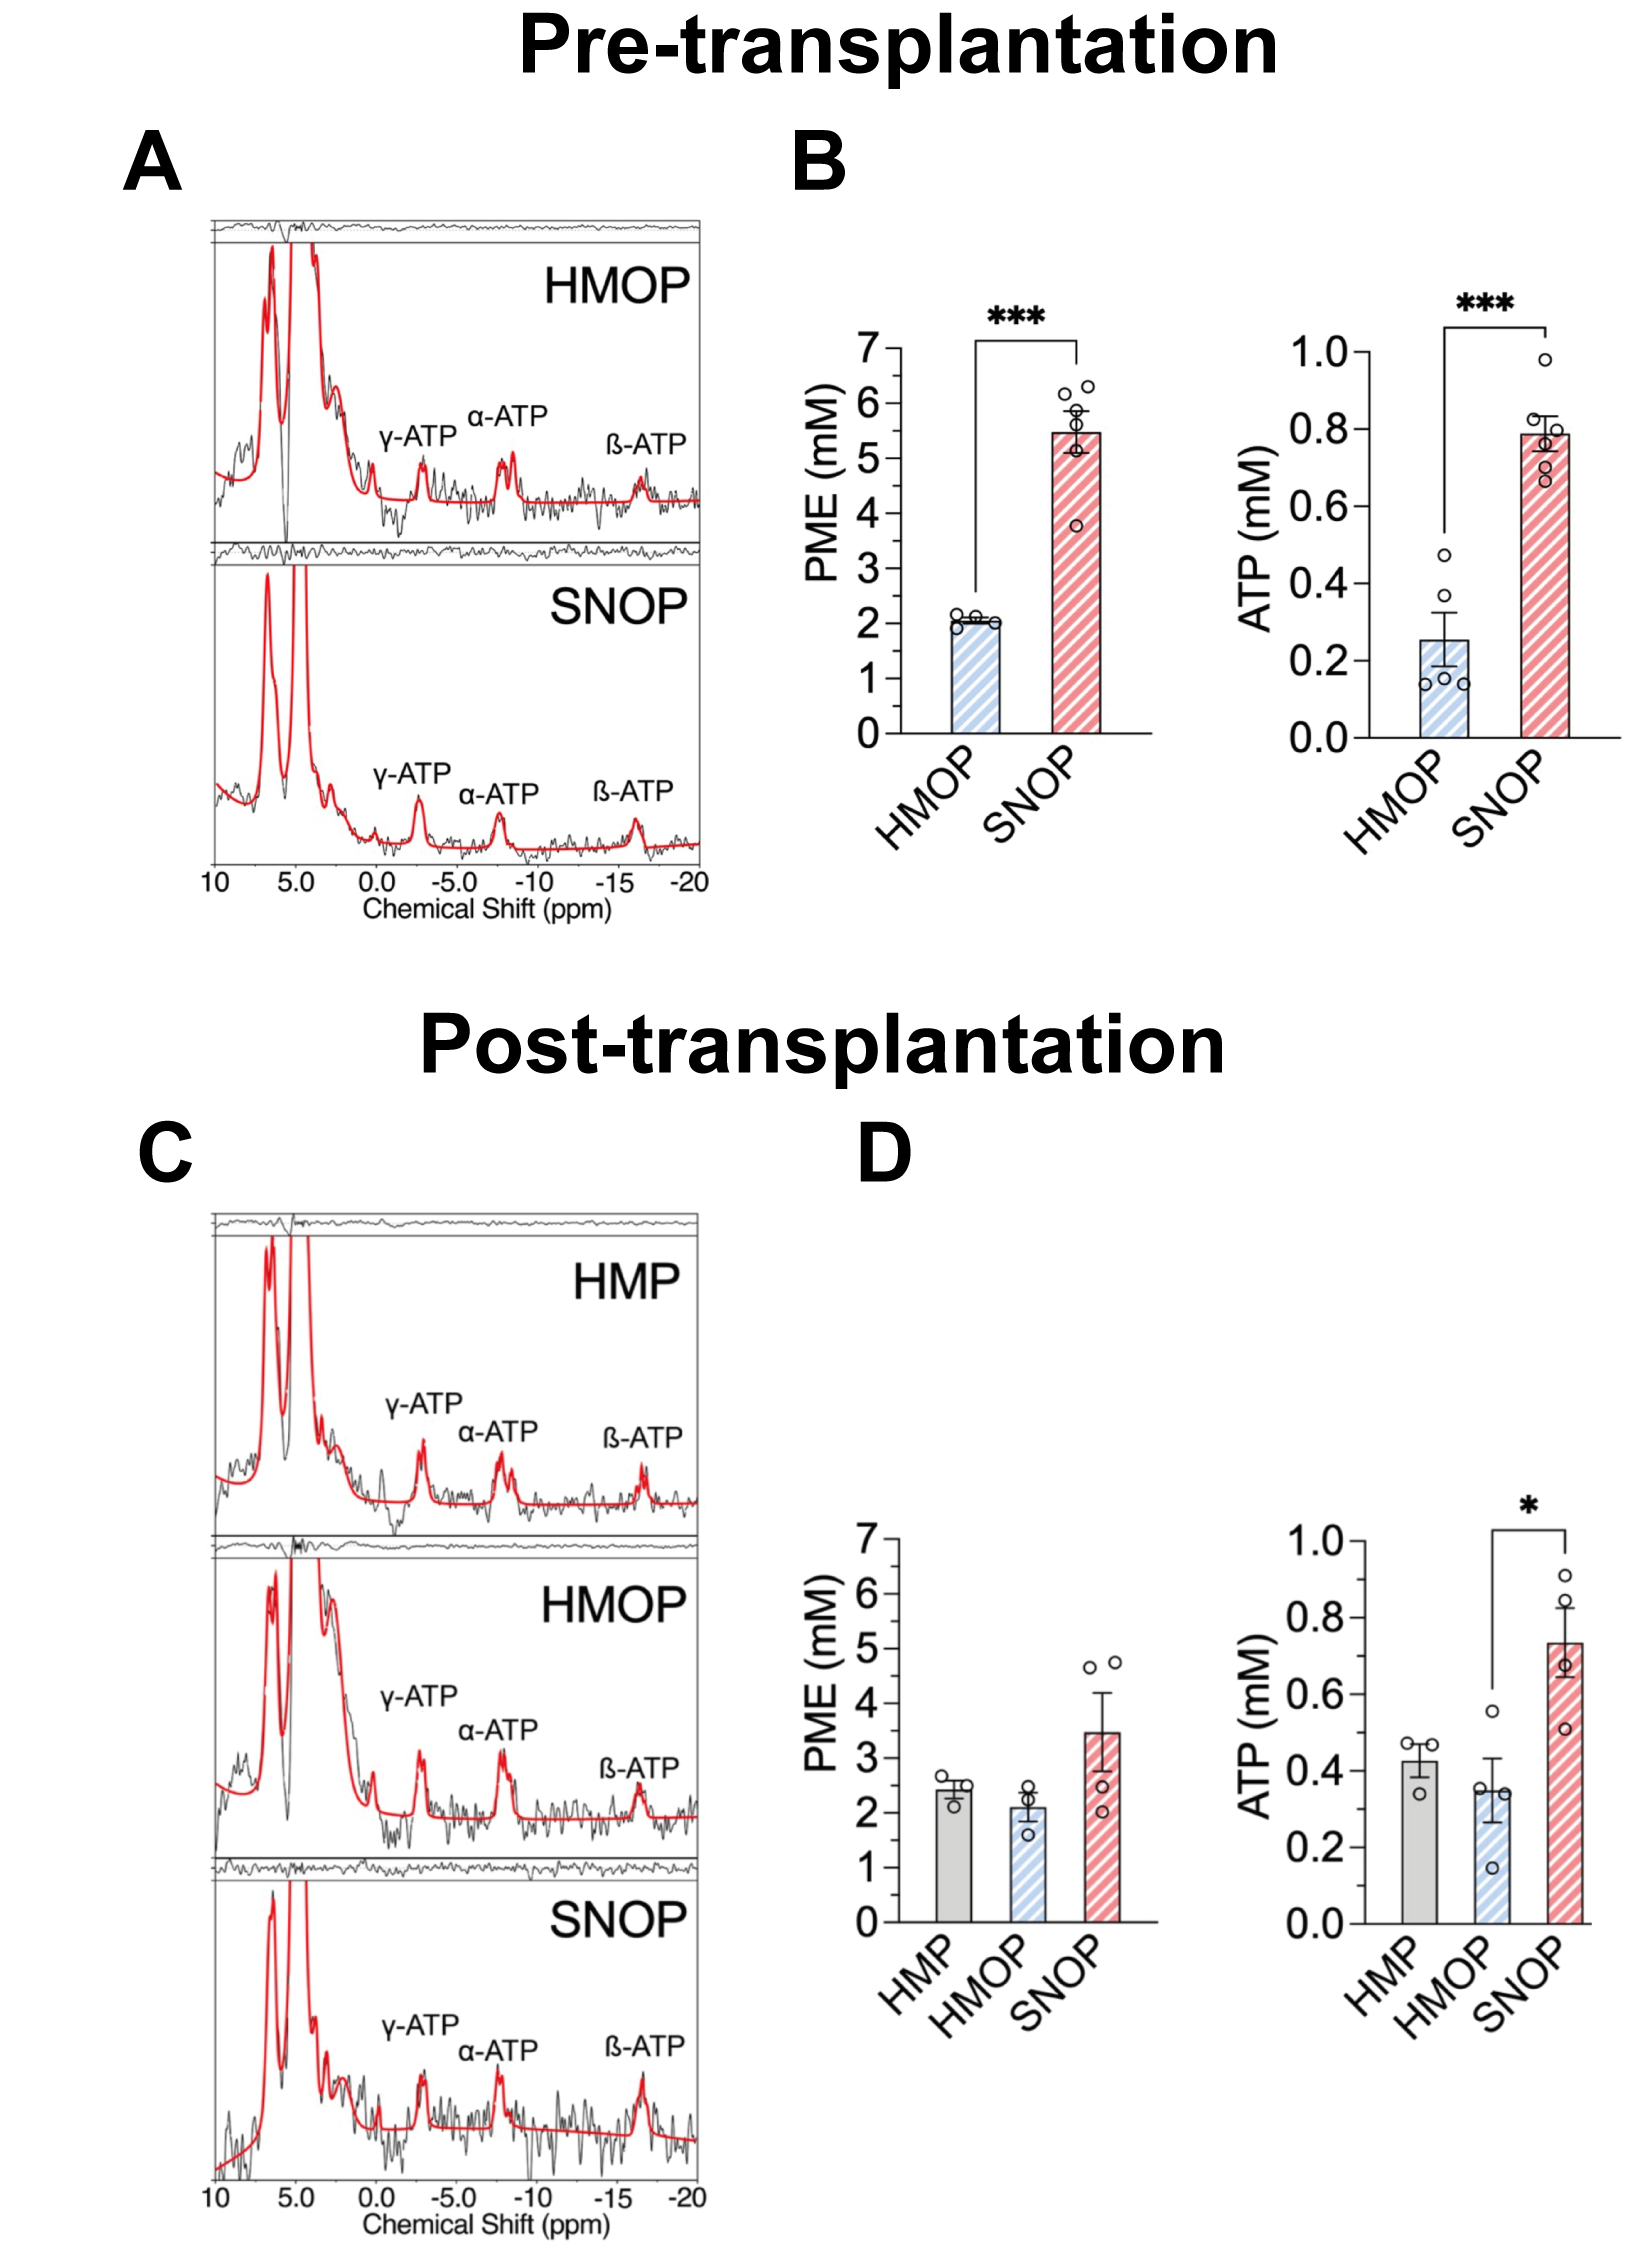 Pre-transplantation
A
B
HMOP
γ-ATP
α-ATP
ß-ATP
SNOP
γ-ATP
α-ATP
ß-ATP
10 5.0 0.0 -5.0 -10 -15 -20
Chemical Shift (ppm)
***
PME (mM)
7
6
5
4
3
2
1
0
HMOP
SNOP
***
ATP (mM)
1.0
0.8
0.6
0.4
0.2
0.0
HMOP
SNOP
Post-transplantation
C
D
HMP
γ-ATP
α-ATP
ß-ATP
HMOP
γ-ATP
α-ATP
ß-ATP
SNOP
γ-ATP
α-ATP
ß-ATP
10 5.0 0.0 -5.0 -10 -15 -20
Chemical Shift (ppm)
PME (mM)
7
6
5
4
3
2
1
0
HMP
HMOP
SNOP
*
ATP (mM)
1.0
0.8
0.6
0.4
0.2
0.0
HMP
HMOP
SNOP